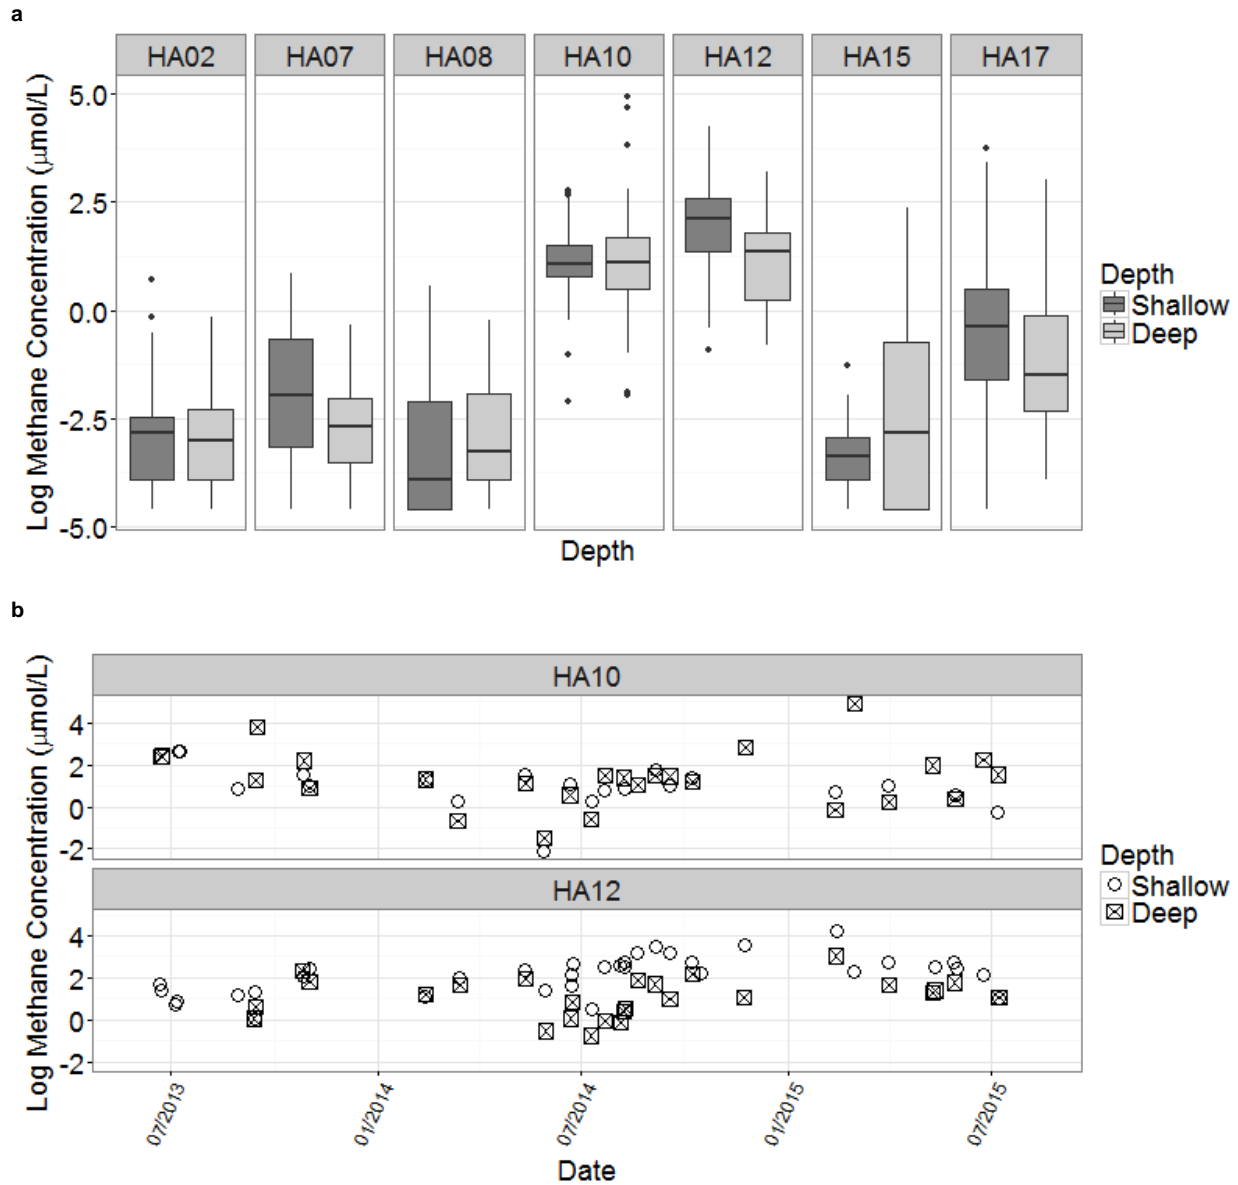 a
HA02 HA07 HA08 HA10 HA12 HA15 HA17
Log Methane Concentration (μmol/L)
5.0
2.5
0.0
-2.5
-5.0
Depth
Depth
Shallow
Deep
b
HA10
Log Methane Concentration (μmol/L)
4
2
0
-2
HA12
4
2
0
-2
07/2013 01/2014 07/2014 01/2015 07/2015
Date
Depth
Shallow
Deep